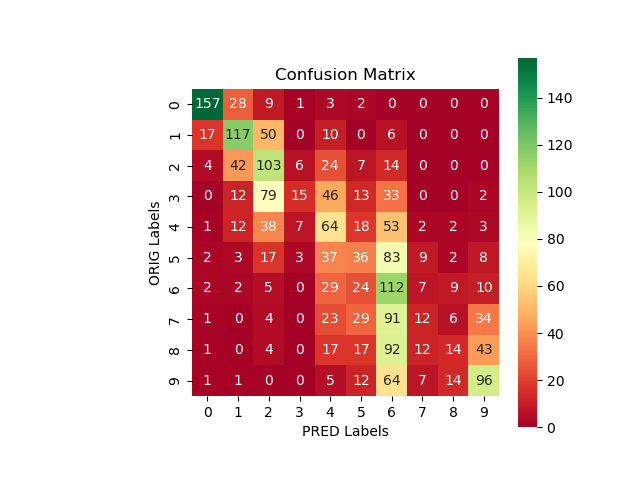 Confusion Matrix
0 157 28 9 1 3 2 0 0 0 0
1 17 117 50 0 10 0 6 0 0 0
2 4 42 103 6 24 7 14 0 0 0
3 0 12 79 15 46 13 33 0 0 2
4 1 12 38 7 64 18 53 2 2 3
5 2 3 17 3 37 36 83 9 2 8
6 2 2 5 0 29 24 112 7 9 10
7 1 0 4 0 23 29 91 12 6 34
8 1 0 4 0 17 17 92 12 14 43
9 1 1 0 0 5 12 64 7 14 96
0 1 2 3 4 5 6 7 8 9
PRED Labels
ORIG Labels
140
120
100
80
60
40
20
0